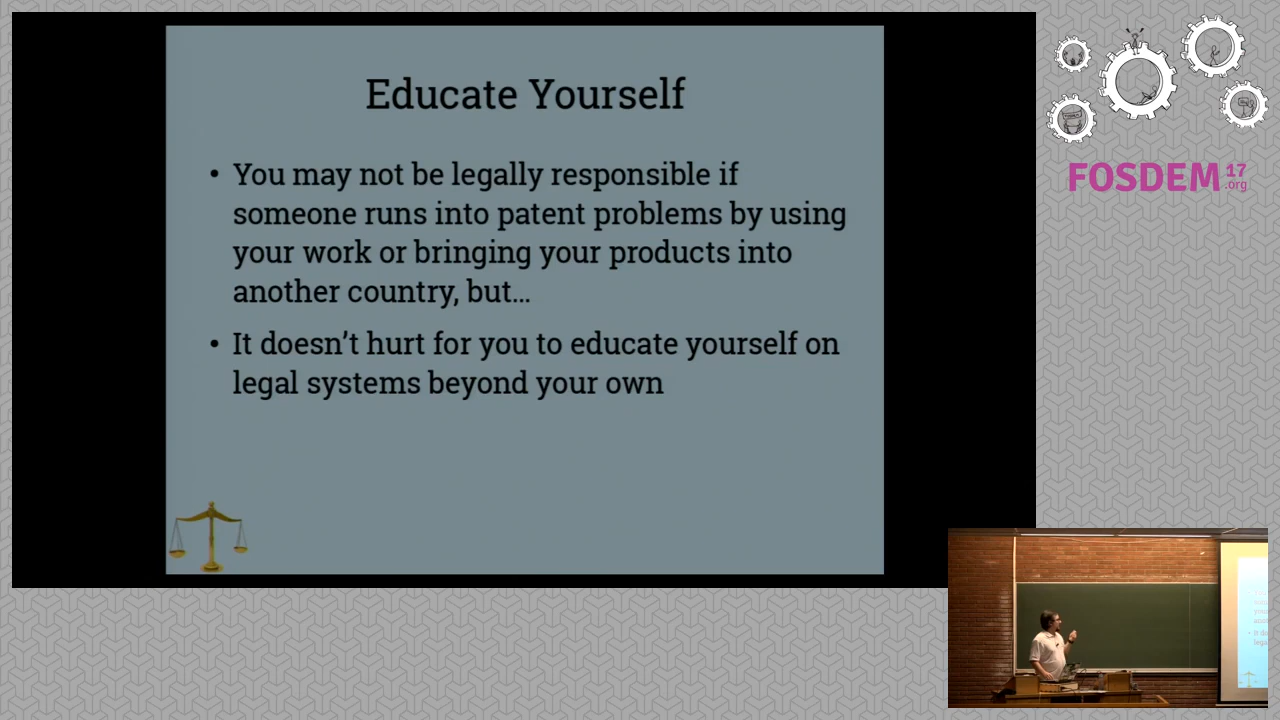 Educate Yourself
• You may not be legally responsible if
someone runs into patent problems by using
your work or bringing your products into
another country, but...
• It doesn't hurt for you to educate yourself on
legal systems beyond your own
FOSDEM 17
.org